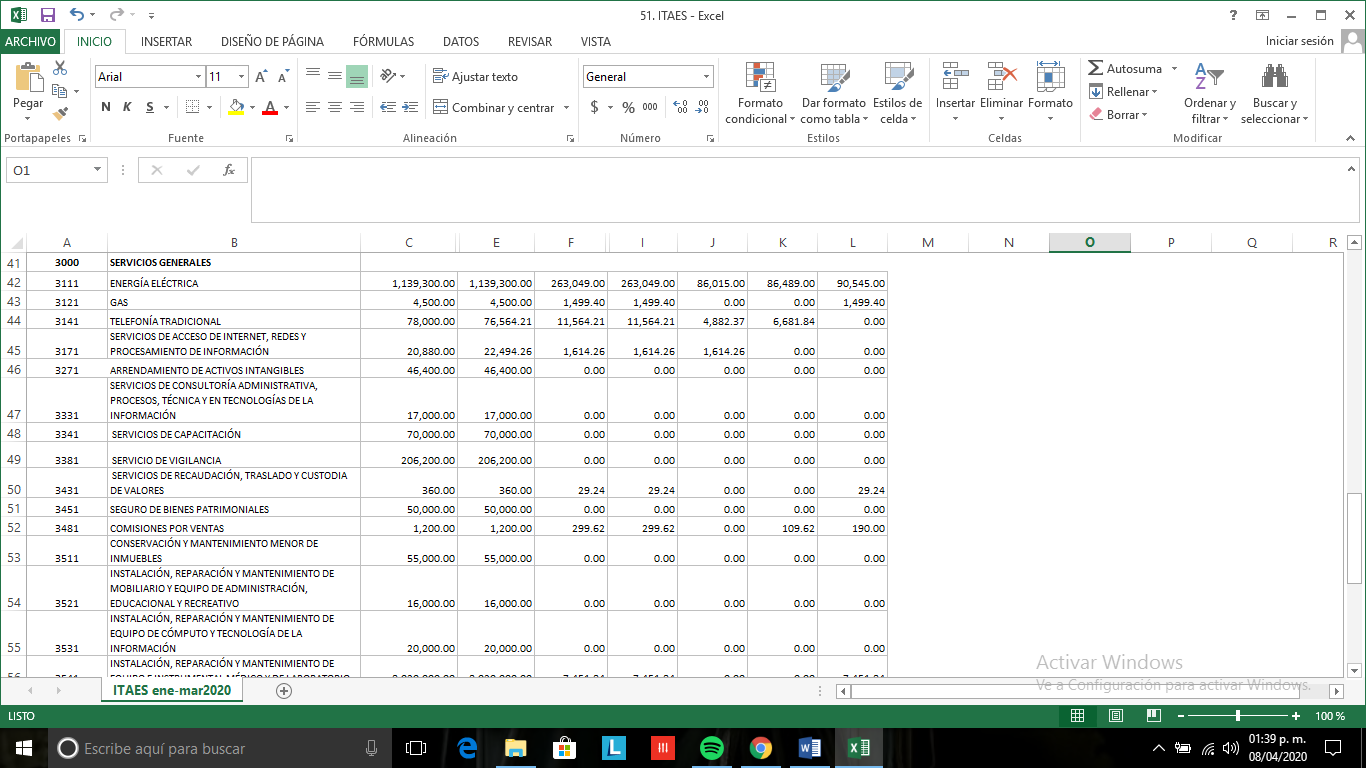 51. ITAES - Excel
?
ARCHIVO INICIO INSERTAR DISEÑO DE PÁGINA FÓRMULAS DATOS REVISAR VISTA Iniciar sesión
Pegar
Portapapeles
Arial 11
N K S A
Fuente
Ajustar texto
Combinar y centrar
Alineación
General
$ % 000
Número
Formato condicional
Dar formato como tabla
Estilos de celda
Estilos
Insertar Eliminar Formato
Celdas
Autosuma
Rellenar
Borrar
Ordenar y filtrar
Buscar y seleccionar
Modificar
O1 fx
A B C E F I J K L M N O P Q R
41 3000 SERVICIOS GENERALES
42 3111 ENERGÍA ELÉCTRICA 1,139,300.00 1,139,300.00 263,049.00 263,049.00 86,015.00 86,489.00 90,545.00
43 3121 GAS 4,500.00 4,500.00 1,499.40 1,499.40 0.00 0.00 1,499.40
44 3141 TELEFONÍA TRADICIONAL 78,000.00 76,564.21 11,564.21 11,564.21 4,882.37 6,681.84 0.00
SERVICIOS DE ACCESO DE INTERNET, REDES Y
45 3171 PROCESAMIENTO DE INFORMACIÓN 20,880.00 22,494.26 1,614.26 1,614.26 1,614.26 0.00 0.00
46 3271 ARRENDAMIENTO DE ACTIVOS INTANGIBLES 46,400.00 46,400.00 0.00 0.00 0.00 0.00 0.00
SERVICIOS DE CONSULTORÍA ADMINISTRATIVA,
PROCESOS, TÉCNICA Y EN TECNOLOGÍAS DE LA
47 3331 INFORMACIÓN 17,000.00 17,000.00 0.00 0.00 0.00 0.00 0.00
48 3341 SERVICIOS DE CAPACITACIÓN 70,000.00 70,000.00 0.00 0.00 0.00 0.00 0.00
49 3381 SERVICIO DE VIGILANCIA 206,200.00 206,200.00 0.00 0.00 0.00 0.00 0.00
SERVICIOS DE RECAUDACIÓN, TRASLADO Y CUSTODIA
50 3431 DE VALORES 360.00 360.00 29.24 29.24 0.00 0.00 29.24
51 3451 SEGURO DE BIENES PATRIMONIALES 50,000.00 50,000.00 0.00 0.00 0.00 0.00 0.00
52 3481 COMISIONES POR VENTAS 1,200.00 1,200.00 299.62 299.62 0.00 109.62 190.00
CONSERVACIÓN Y MANTENIMIENTO MENOR DE
53 3511 INMUEBLES 55,000.00 55,000.00 0.00 0.00 0.00 0.00 0.00
INSTALACIÓN, REPARACIÓN Y MANTENIMIENTO DE
MOBILIARIO Y EQUIPO DE ADMINISTRACIÓN,
54 3521 EDUCACIONAL Y RECREATIVO 16,000.00 16,000.00 0.00 0.00 0.00 0.00 0.00
INSTALACIÓN, REPARACIÓN Y MANTENIMIENTO DE
EQUIPO DE CÓMPUTO Y TECNOLOGÍA DE LA
55 3531 INFORMACIÓN 20,000.00 20,000.00 0.00 0.00 0.00 0.00 0.00
INSTALACIÓN, REPARACIÓN Y MANTENIMIENTO DE
Activar Windows
Ve a Configuración para activar Windows.
ITAES ene-mar2020
LISTO 100 %
Escribe aquí para buscar
01:39 p. m.
08/04/2020